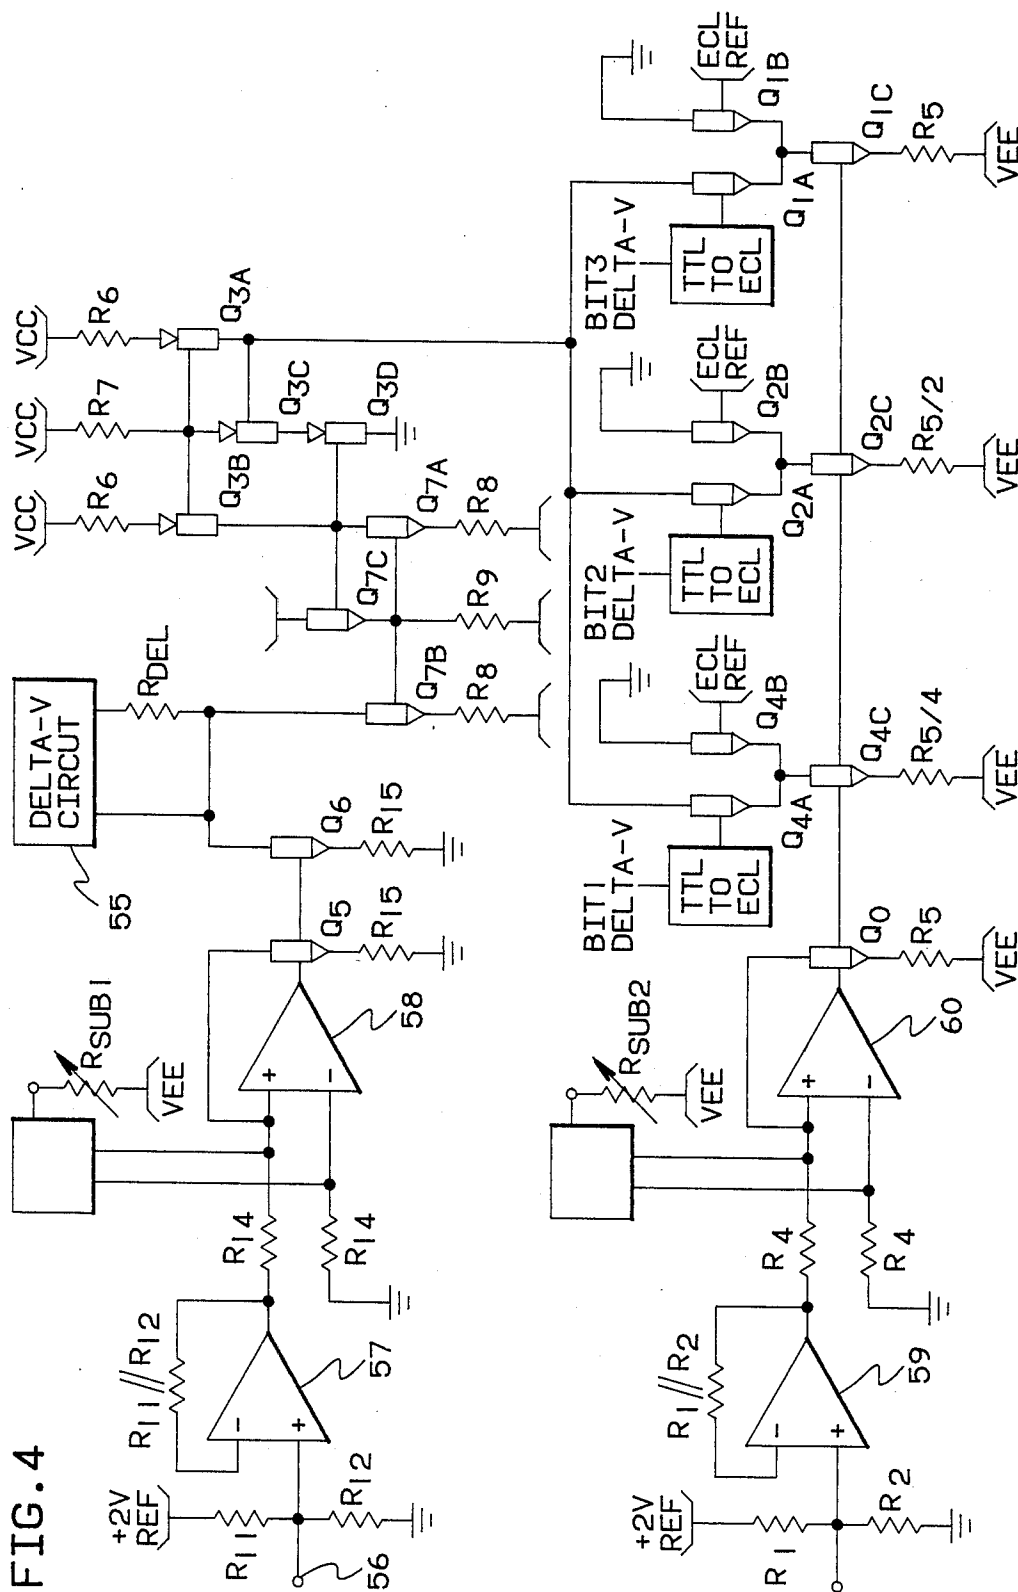 FIG.4
+2V
REF
R11
R12
56
R11//R12
57
R14
R14
RSUB1
VEE
58
Q5
R15
Q6
R15
55
DELTA-V
CIRCUT
RDEL
Q7B
R8
Q7C
R9
Q7A
R8
VCC
R6
Q3B
VCC
R7
Q3C
Q3D
VCC
R6
Q3A
+2V
REF
R1
R2
R1//R2
59
R4
R4
RSUB2
VEE
60
Q0
R5
VEE
BIT1
DELTA-V
TTL
TO
ECL
Q4A
ECL
REF
Q4B
Q4C
R5/4
VEE
BIT2
DELTA-V
TTL
TO
ECL
Q2A
ECL
REF
Q2B
Q2C
R5/2
VEE
BIT3
DELTA-V
TTL
TO
ECL
Q1A
ECL
REF
Q1B
Q1C
R5
VEE